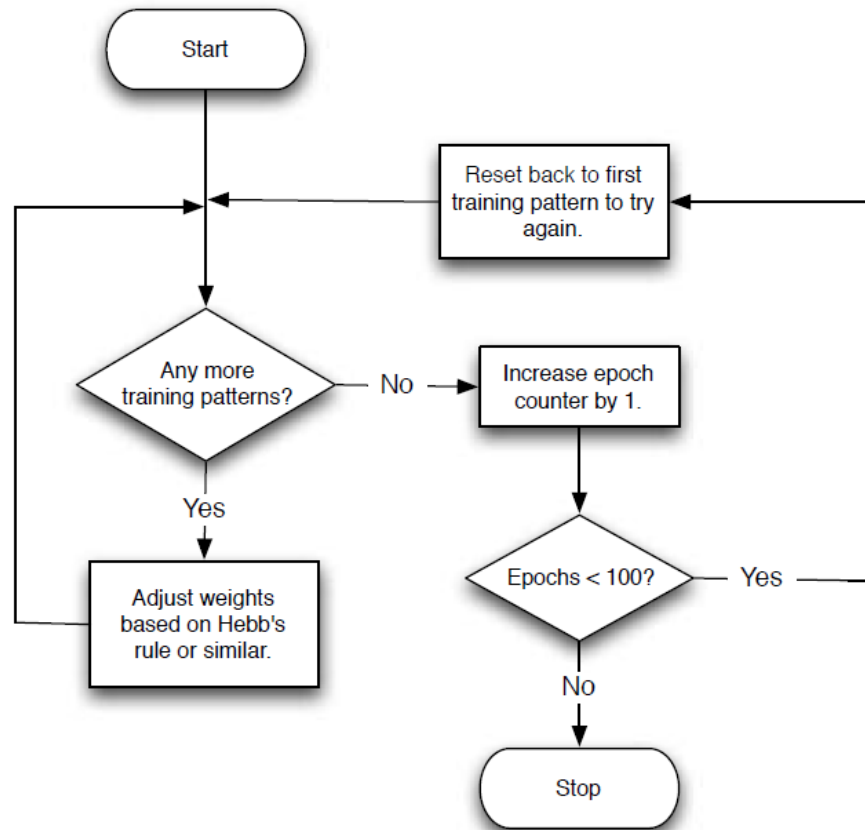 Start
Reset back to first
training pattern to try
again.
Any more
training patterns?
No
Increase epoch
counter by 1.
Yes
Epochs < 100?
Yes
Adjust weights
based on Hebb's
rule or similar.
No
Stop